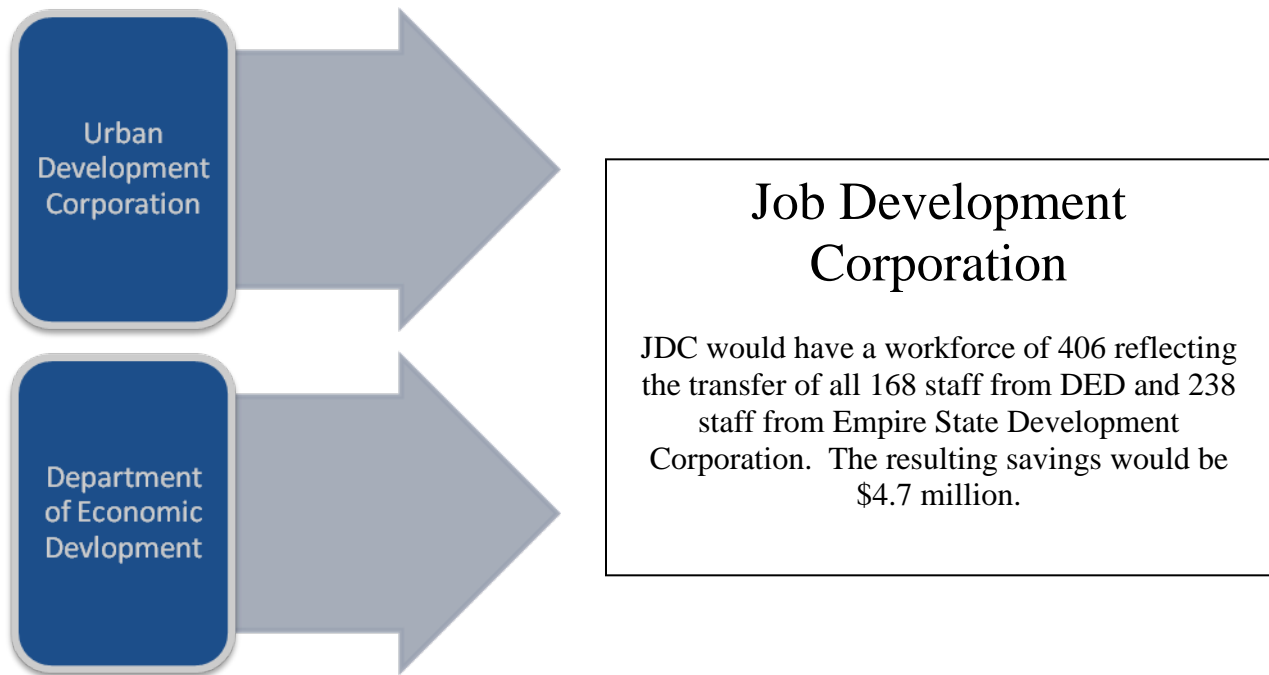 Urban
Development
Corporation
Department
of Economic
Devlopment
Job Development
Corporation
JDC would have a workforce of 406 reflecting
the transfer of all 168 staff from DED and 238
staff from Empire State Development
Corporation.  The resulting savings would be
$4.7 million.